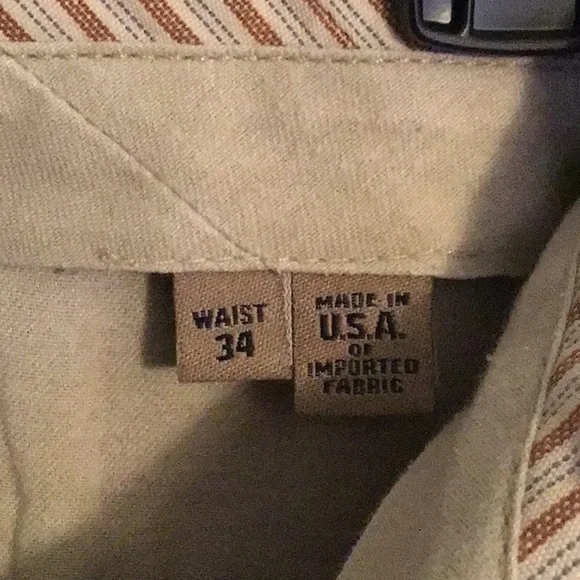 WAIST
34
MADE IN
U.S.A.
OF
IMPORTED
FABRIC